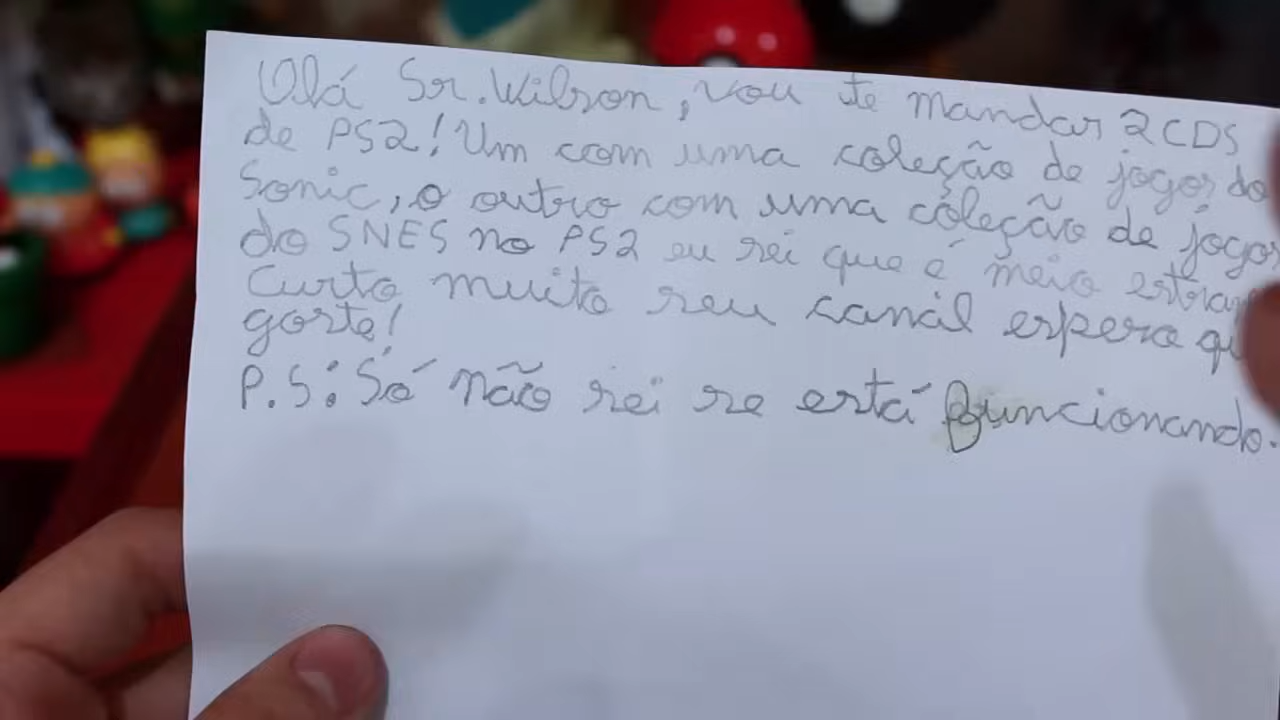 Olá Sr. Wilson, vou te mandar 2 CDS
de PS2! Um com uma coleção de jogos do
Sonic, o outro com uma coleção de jogos
do SNES no PS2 eu sei que é meio
Curto muito seu canal espero
goste!
P.S: Só não sei se está funcionando.